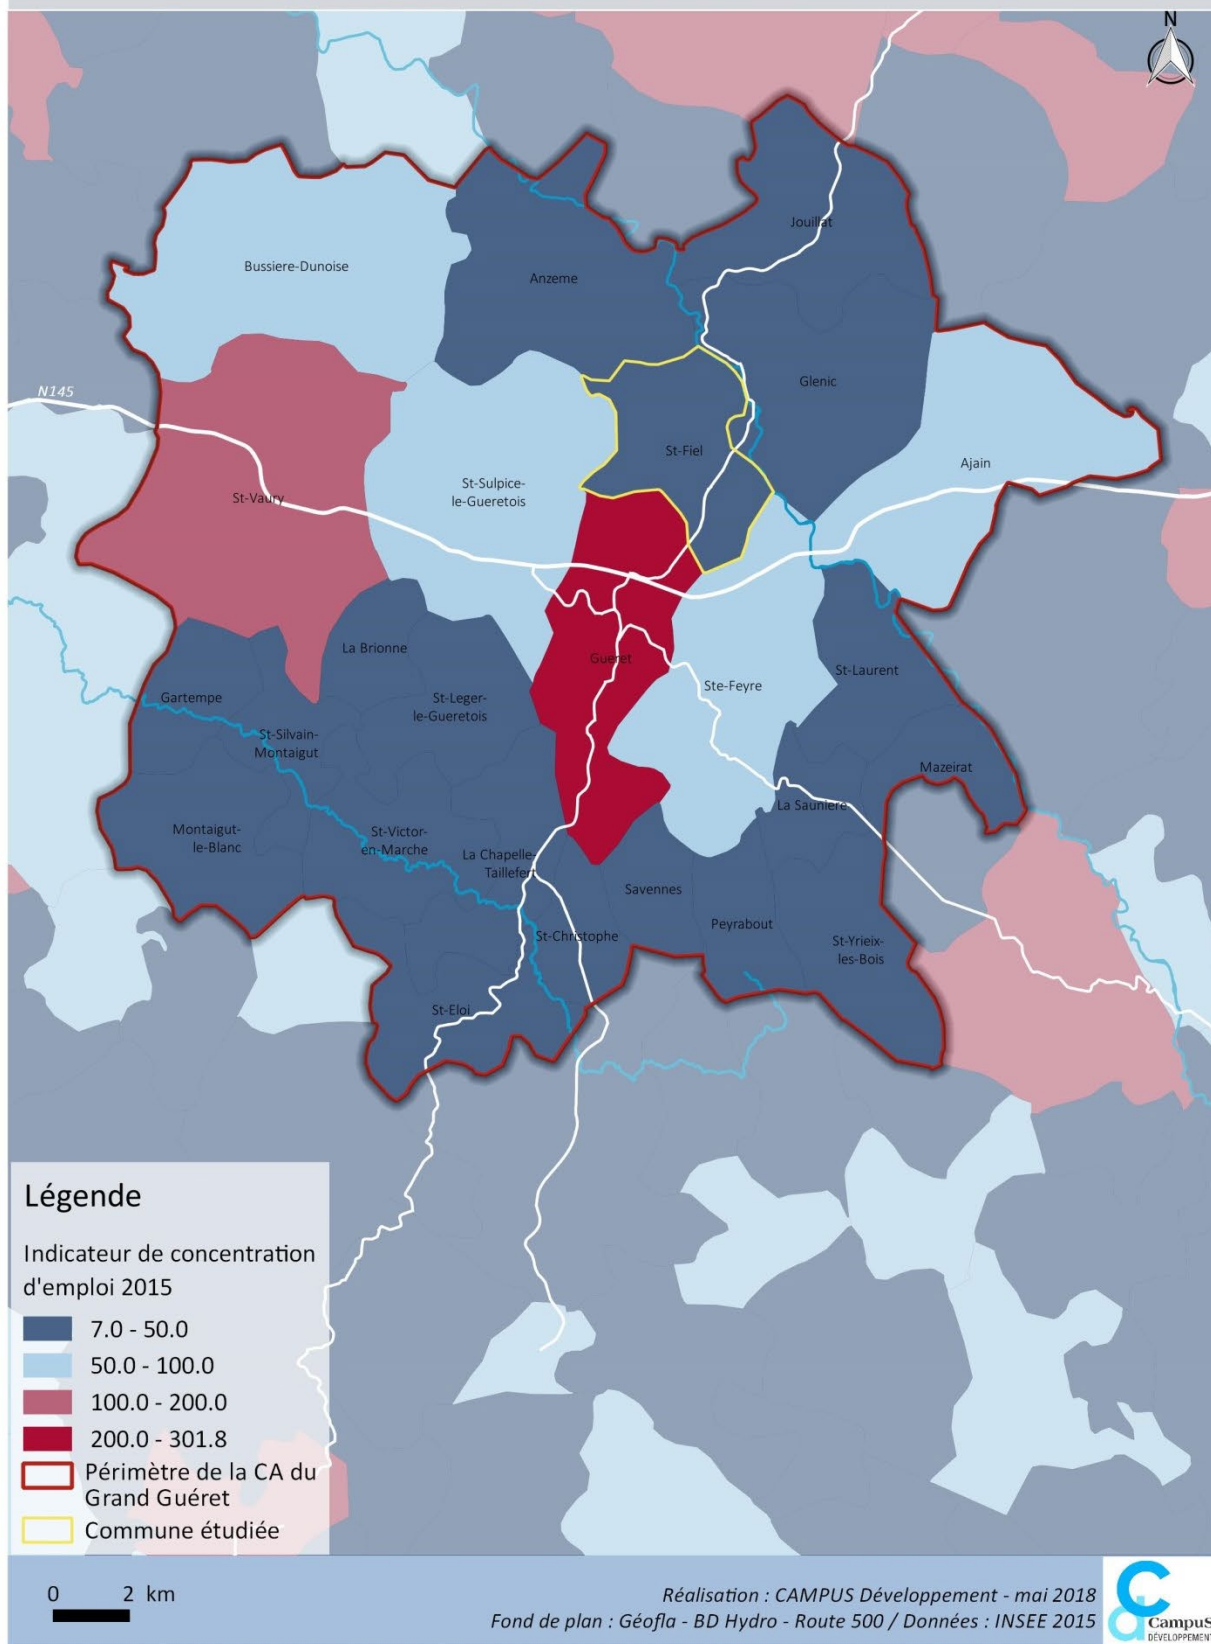 N
Jouillat
Bussiere-Dunoise
Anzeme
Glenic
N145
St-Fiel
Ajain
St-Sulpice-
le-Gueretois
St-Vaury
La Brionne
Gueret
St-Laurent
Ste-Feyre
Gartempe
St-Leger-
le-Gueretois
St-Silvain-
Montaigut
Mazeirat
La Sauniere
Montaigut-
le-Blanc
St-Victor-
en-Marche
La Chapelle-
Taillefert
Savennes
Peyrabout
St-Christophe
St-Yrieix-
les-Bois
St-Eloi
Légende
Indicateur de concentration
d'emploi 2015
7.0 - 50.0
50.0 - 100.0
100.0 - 200.0
200.0 - 301.8
Périmètre de la CA du
Grand Guéret
Commune étudiée
0 2 km
Réalisation : CAMPUS Développement - mai 2018
Fond de plan : Géofla - BD Hydro - Route 500 / Données : INSEE 2015
Cd
CampuS
DÉVELOPPEMENT